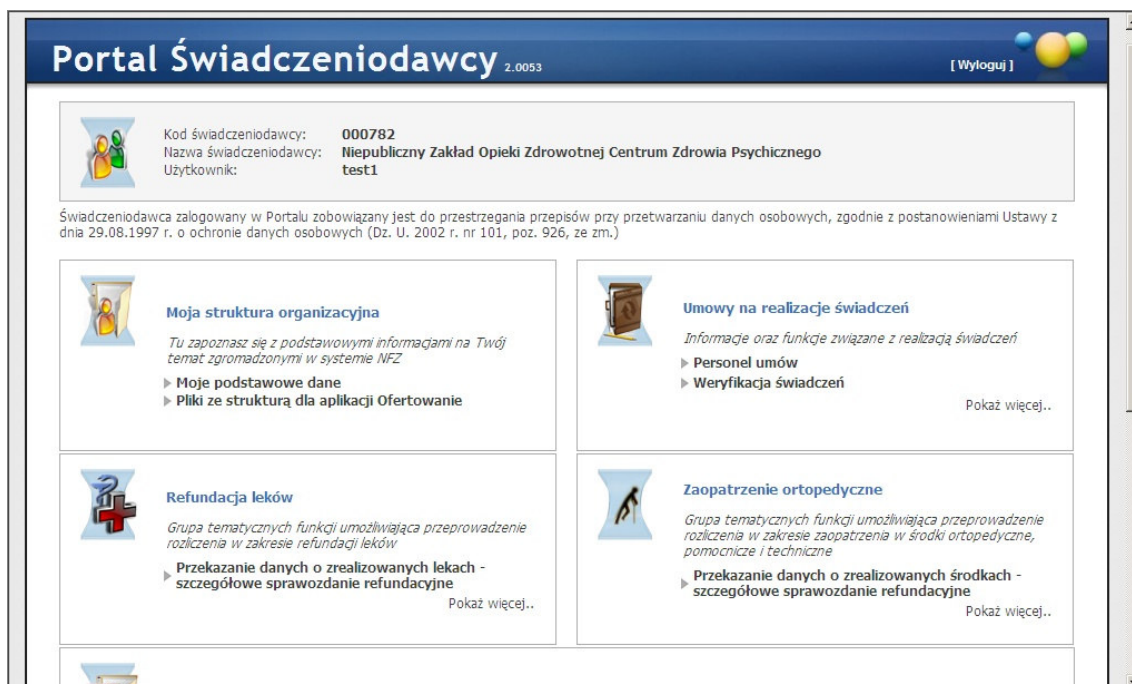 Portal Świadczeniodawcy 2.0053
[ Wyloguj ]
Kod świadczeniodawcy: 000782
Nazwa świadczeniodawcy: Niepubliczny Zakład Opieki Zdrowotnej Centrum Zdrowia Psychicznego
Użytkownik: test1
Świadczeniodawca zalogowany w Portalu zobowiązany jest do przestrzegania przepisów przy przetwarzaniu danych osobowych, zgodnie z postanowieniami Ustawy z
dnia 29.08.1997 r. o ochronie danych osobowych (Dz. U. 2002 r. nr 101, poz. 926, ze zm.)
Moja struktura organizacyjna
Tu zapoznasz się z podstawowymi informacjami na Twój
temat zgromadzonymi w systemie NFZ
Moje podstawowe dane
Pliki ze strukturą dla aplikacji Ofertowanie
Umowy na realizacje świadczeń
Informacje oraz funkcje związane z realizacją świadczeń
Personel umów
Weryfikacja świadczeń
Pokaż więcej..
Refundacja leków
Grupa tematycznych funkcji umożliwiająca przeprowadzenie
rozliczenia w zakresie refundacji leków
Przekazanie danych o zrealizowanych lekach -
szczegółowe sprawozdanie refundacyjne
Pokaż więcej..
Zaopatrzenie ortopedyczne
Grupa tematycznych funkcji umożliwiająca przeprowadzenie
rozliczenia w zakresie zaopatrzenia w środki ortopedyczne,
pomocnicze i techniczne
Przekazanie danych o zrealizowanych środkach -
szczegółowe sprawozdanie refundacyjne
Pokaż więcej..